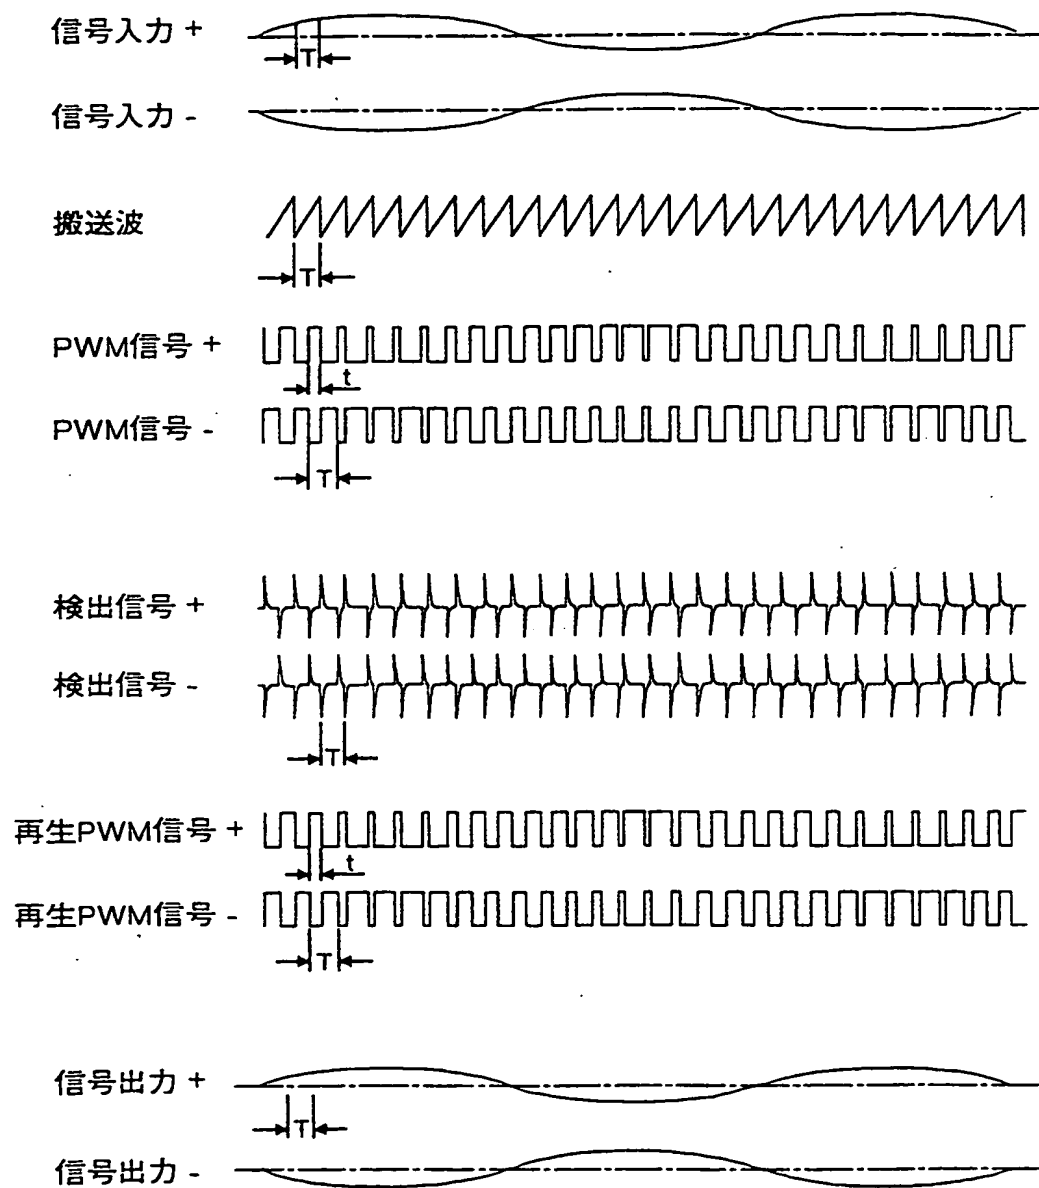 信号入力 +
T
信号入力 -
搬送波
T
PWM信号 +
t
PWM信号 -
T
検出信号 +
検出信号 -
T
再生PWM信号 +
t
再生PWM信号 -
T
信号出力 +
T
信号出力 -